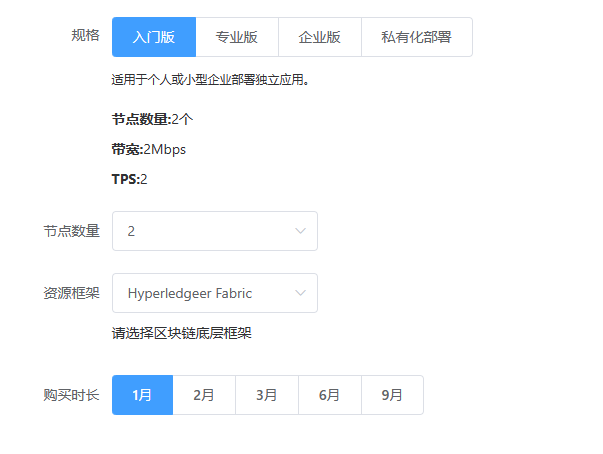 规格 入门版 专业版 企业版 私有化部署
适用于个人或小型企业部署独立应用。
节点数量:2个
带宽:2Mbps
TPS:2
节点数量 2
资源框架 Hyperledgeer Fabric
请选择区块链底层框架
购买时长 1月 2月 3月 6月 9月